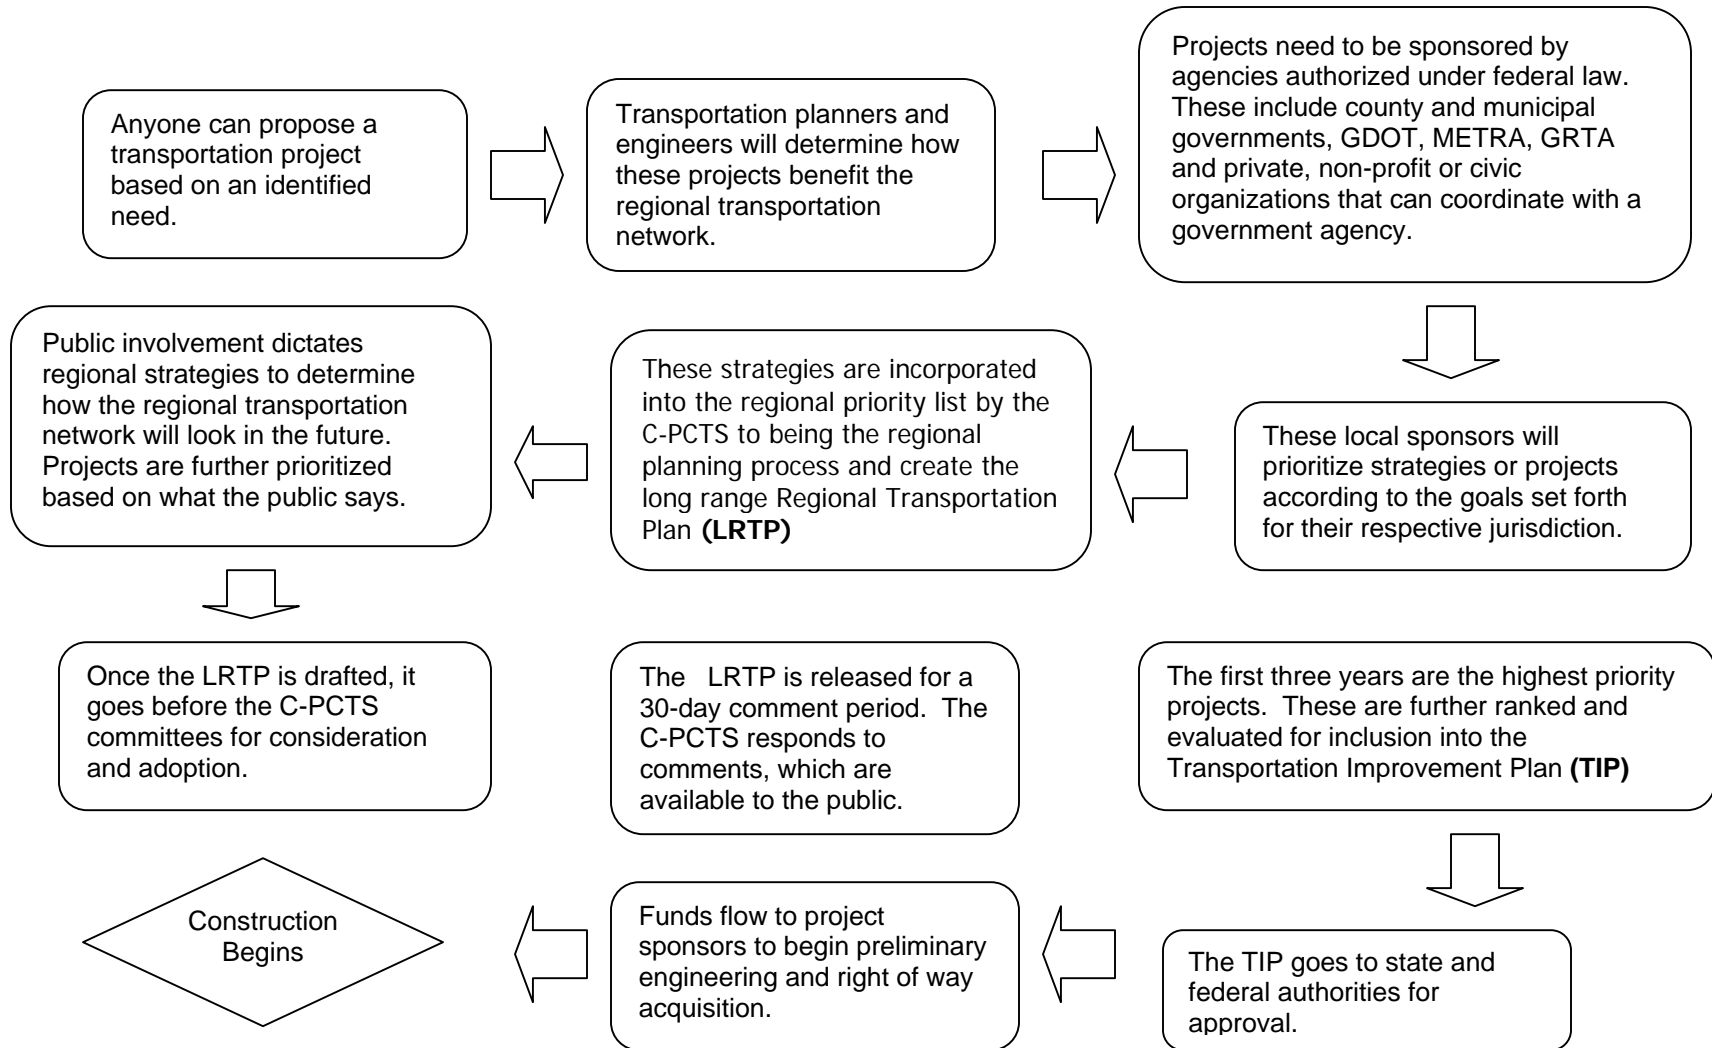 Anyone can propose a
transportation project
based on an identified
need.
Transportation planners and
engineers will determine how
these projects benefit the
regional transportation
network.
Projects need to be sponsored by
agencies authorized under federal law.
These include county and municipal
governments, GDOT, METRA, GRTA
and private, non-profit or civic
organizations that can coordinate with a
government agency.
These local sponsors will
prioritize strategies or projects
according to the goals set forth
for their respective jurisdiction.
These strategies are incorporated
into the regional priority list by the
C-PCTS to being the regional
planning process and create the
long range Regional Transportation
Plan (LRTP)
Public involvement dictates
regional strategies to determine
how the regional transportation
network will look in the future.
Projects are further prioritized
based on what the public says.
Once the LRTP is drafted, it
goes before the C-PCTS
committees for consideration
and adoption.
The LRTP is released for a
30-day comment period. The
C-PCTS responds to
comments, which are
available to the public.
The first three years are the highest priority
projects. These are further ranked and
evaluated for inclusion into the
Transportation Improvement Plan (TIP)
The TIP goes to state and
federal authorities for
approval.
Funds flow to project
sponsors to begin preliminary
engineering and right of way
acquisition.
Construction
Begins